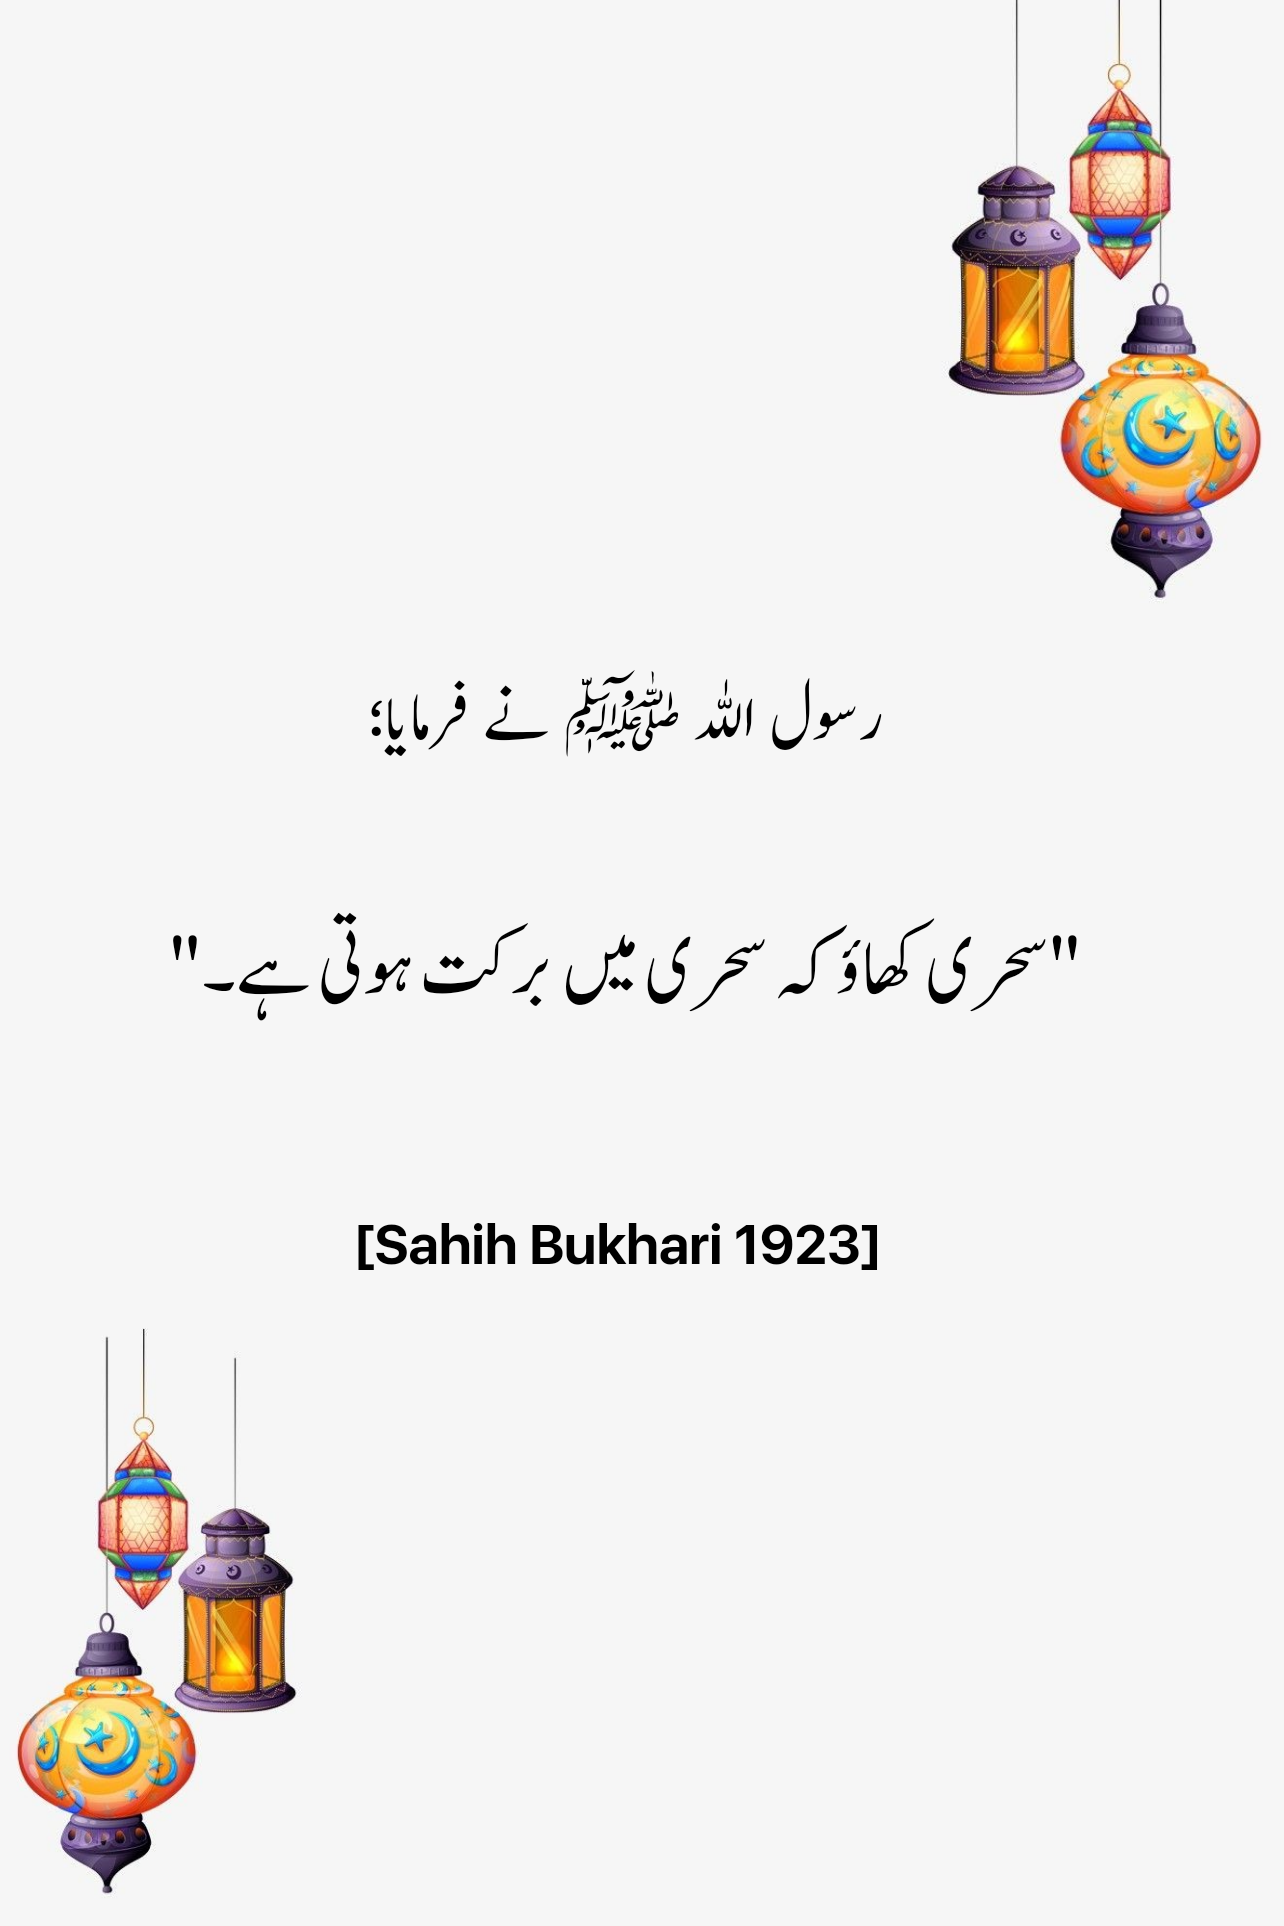 رسول اللہ ﷺ نے فرمایا؛
"سحری کھاؤ کہ سحری میں برکت ہوتی ہے۔"
[Sahih Bukhari 1923]